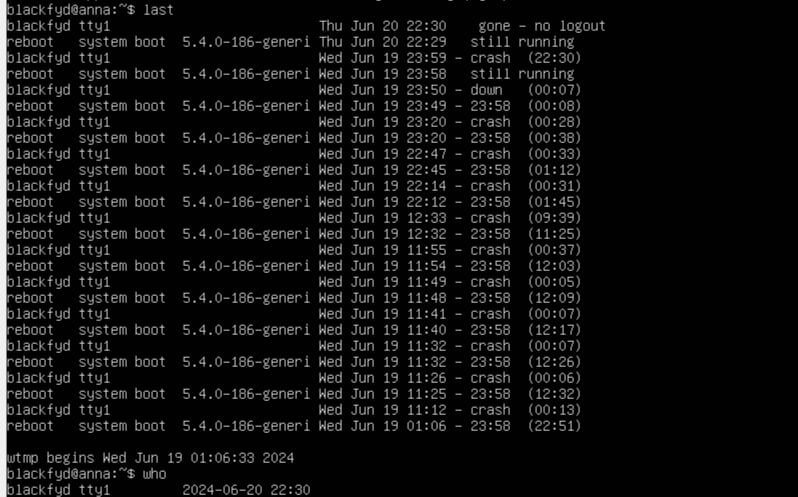 blackfyd@anna:~$ last
blackfyd tty1                          Thu Jun 20 22:30    gone - no logout
reboot   system boot  5.4.0-186-generi Thu Jun 20 22:29   still running
blackfyd tty1                          Wed Jun 19 23:59 - crash  (22:30)
reboot   system boot  5.4.0-186-generi Wed Jun 19 23:58   still running
blackfyd tty1                          Wed Jun 19 23:50 - down   (00:07)
reboot   system boot  5.4.0-186-generi Wed Jun 19 23:49 - 23:58  (00:08)
blackfyd tty1                          Wed Jun 19 23:20 - crash  (00:28)
reboot   system boot  5.4.0-186-generi Wed Jun 19 23:20 - 23:58  (00:38)
blackfyd tty1                          Wed Jun 19 22:47 - crash  (00:33)
reboot   system boot  5.4.0-186-generi Wed Jun 19 22:45 - 23:58  (01:12)
blackfyd tty1                          Wed Jun 19 22:14 - crash  (00:31)
reboot   system boot  5.4.0-186-generi Wed Jun 19 22:12 - 23:58  (01:45)
blackfyd tty1                          Wed Jun 19 12:33 - crash  (09:39)
reboot   system boot  5.4.0-186-generi Wed Jun 19 12:32 - 23:58  (11:25)
blackfyd tty1                          Wed Jun 19 11:55 - crash  (00:37)
reboot   system boot  5.4.0-186-generi Wed Jun 19 11:54 - 23:58  (12:03)
blackfyd tty1                          Wed Jun 19 11:49 - crash  (00:05)
reboot   system boot  5.4.0-186-generi Wed Jun 19 11:48 - 23:58  (12:09)
blackfyd tty1                          Wed Jun 19 11:41 - crash  (00:07)
reboot   system boot  5.4.0-186-generi Wed Jun 19 11:40 - 23:58  (12:17)
blackfyd tty1                          Wed Jun 19 11:32 - crash  (00:07)
reboot   system boot  5.4.0-186-generi Wed Jun 19 11:32 - 23:58  (12:26)
blackfyd tty1                          Wed Jun 19 11:26 - crash  (00:06)
reboot   system boot  5.4.0-186-generi Wed Jun 19 11:25 - 23:58  (12:32)
blackfyd tty1                          Wed Jun 19 11:12 - crash  (00:13)
reboot   system boot  5.4.0-186-generi Wed Jun 19 01:06 - 23:58  (22:51)

wtmp begins Wed Jun 19 01:06:33 2024
blackfyd@anna:~$ who
blackfyd tty1         2024-06-20 22:30